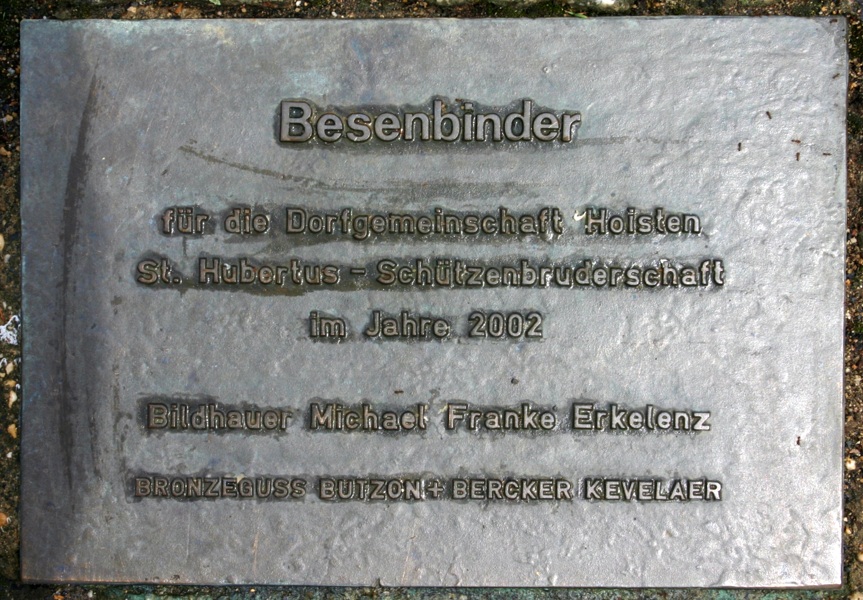 Besenbinder
für die Dorfgemeinschaft Hoisten
St. Hubertus - Schützenbruderschaft
im Jahre 2002
Bildhauer Michael Franke Erkelenz
BRONZEGUSS BUTZON + BERCKER KEVELAER